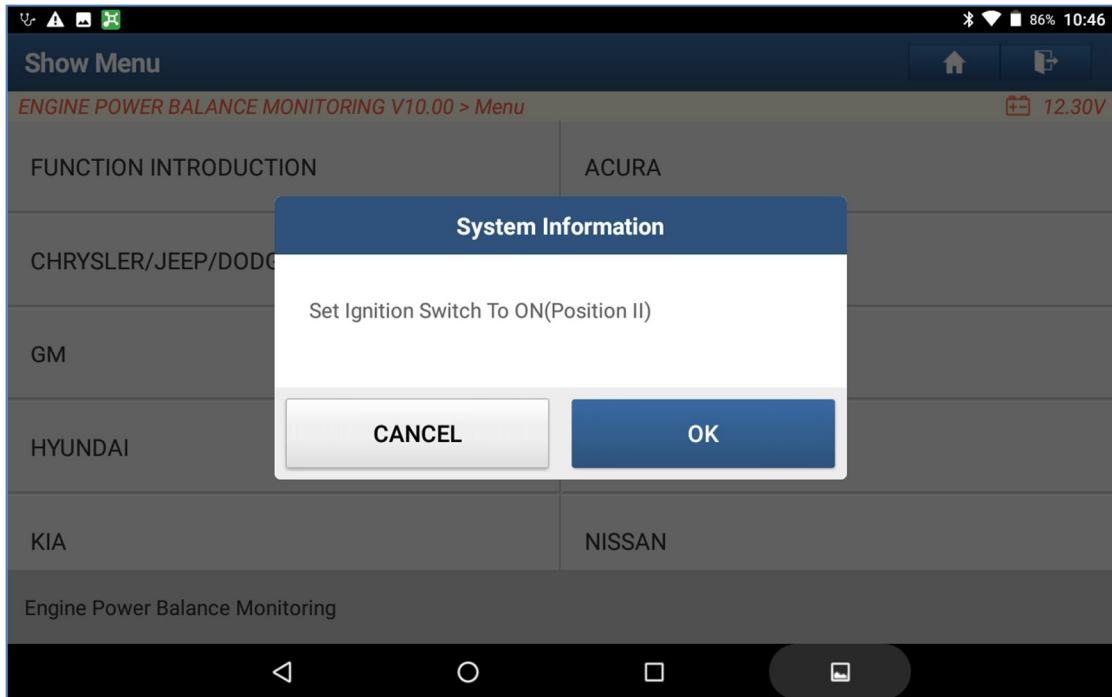 86% 10:46
Show Menu
ENGINE POWER BALANCE MONITORING V10.00 > Menu
12.30V
FUNCTION INTRODUCTION
ACURA
System Information
CHRYSLER/JEEP/DODG
Set Ignition Switch To ON(Position II)
GM
CANCEL
OK
HYUNDAI
KIA
NISSAN
Engine Power Balance Monitoring